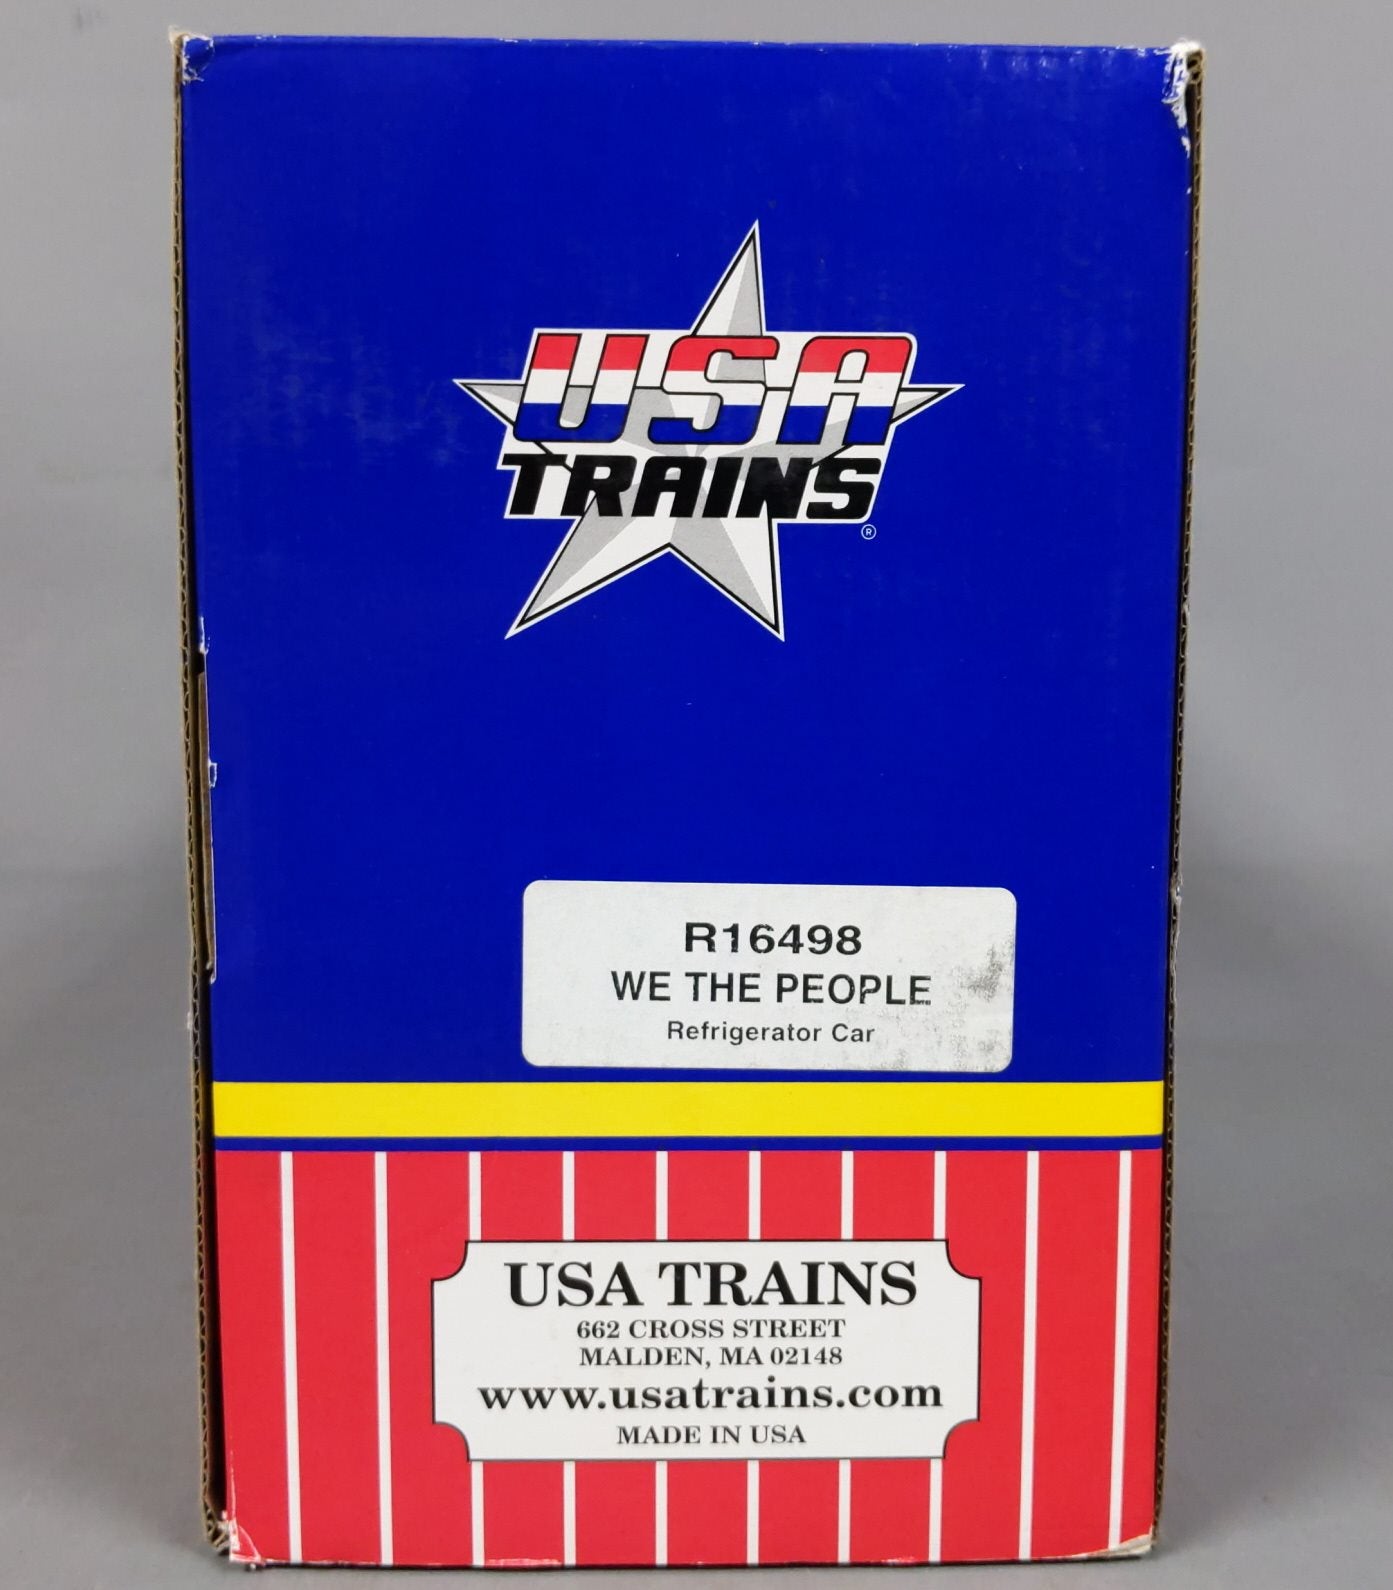 USA
TRAINS
®
R16498
WE THE PEOPLE
Refrigerator Car
USA TRAINS
662 CROSS STREET
MALDEN, MA 02148
www.usatrains.com
MADE IN USA